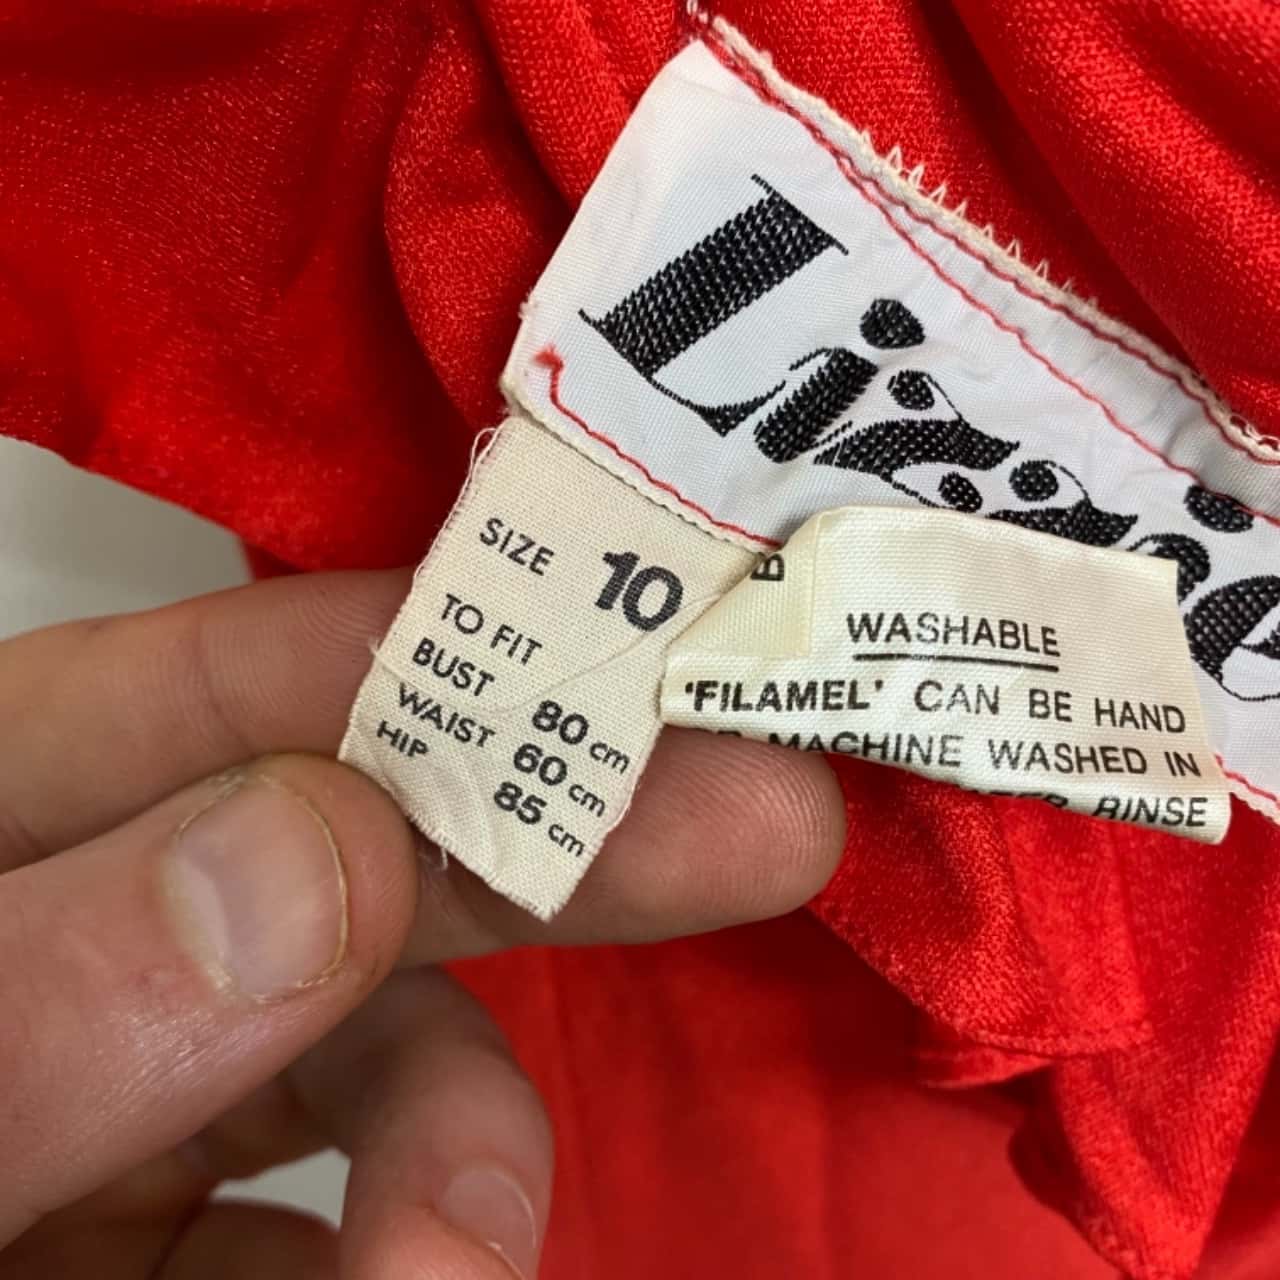 Lizzie
SIZE 10
TO FIT
BUST 80 cm
WAIST 60 cm
HIP 85 cm
B
WASHABLE
'FILAMEL' CAN BE HAND
MACHINE WASHED IN
RINSE